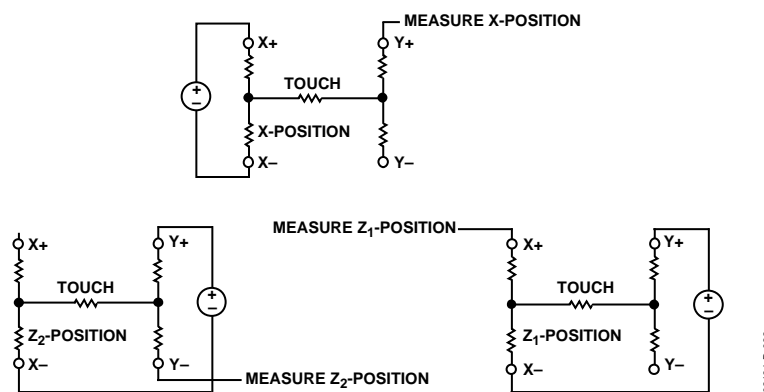 MEASURE X-POSITION
X+
Y+
TOUCH
X-POSITION
X–
Y–
MEASURE Z₁-POSITION
X+
Y+
TOUCH
Z₂-POSITION
X–
Y–
MEASURE Z₂-POSITION
X+
Y+
TOUCH
Z₁-POSITION
X–
Y–